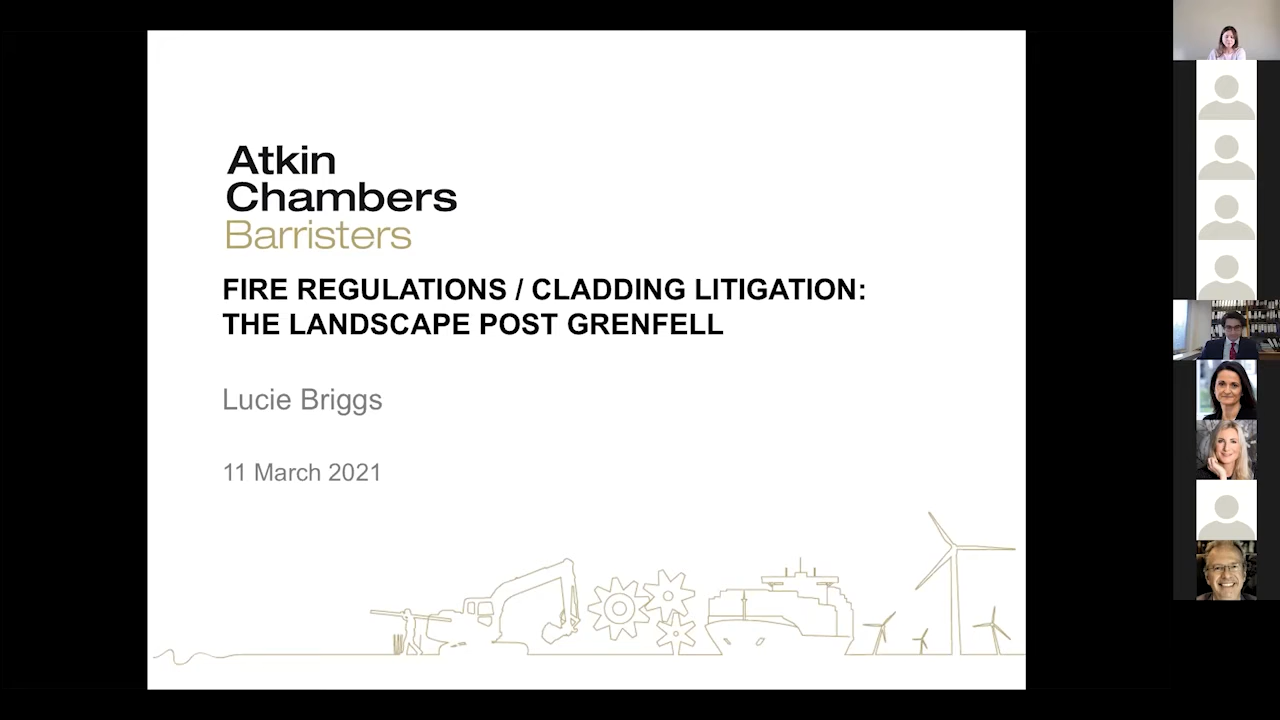 Atkin
Chambers
Barristers
FIRE REGULATIONS / CLADDING LITIGATION:
THE LANDSCAPE POST GRENFELL
Lucie Briggs
11 March 2021